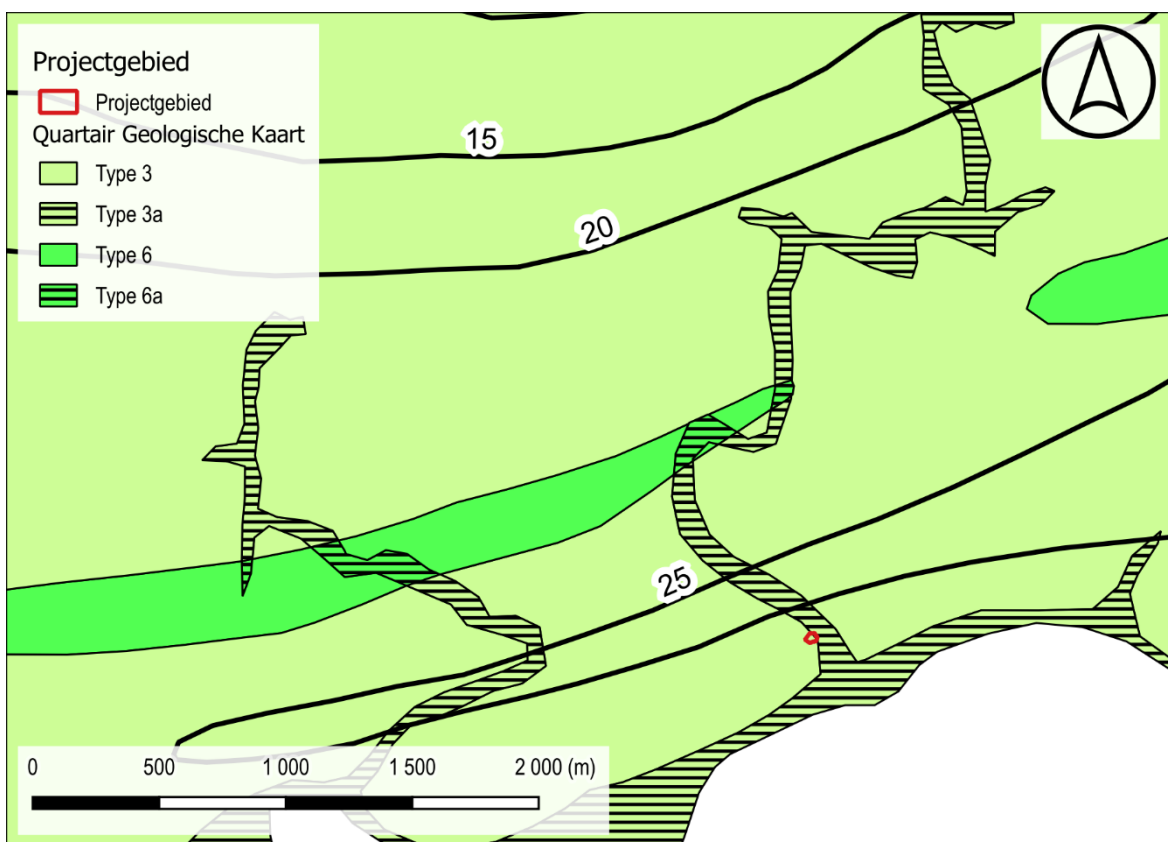 Projectgebied
Projectgebied
Quartair Geologische Kaart
Type 3
Type 3a
Type 6
Type 6a
15
20
25
0 500 1 000 1 500 2 000 (m)